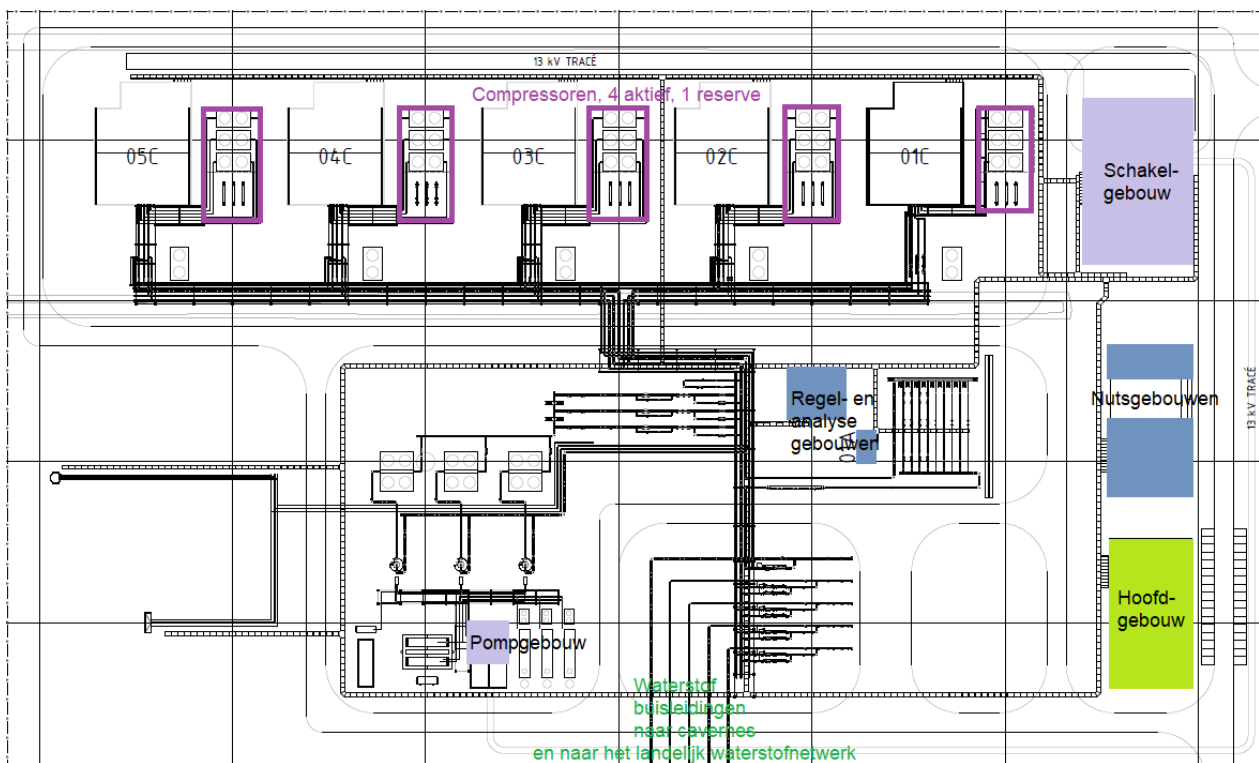 13 kV TRACÉ
Compressoren, 4 aktief, 1 reserve
05C
04C
03C
02C
01C
Schakel-
gebouw
Regel- en
analyse
gebouwen
Nutsgebouwen
13 kV TRACÉ
Hoofd-
gebouw
Pompgebouw
Waterstof
buisleidingen
naar cavernes
en naar het landelijk waterstofnetwerk